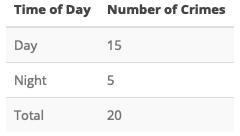 Time of Day Number of Crimes
Day 15
Night 5
Total 20